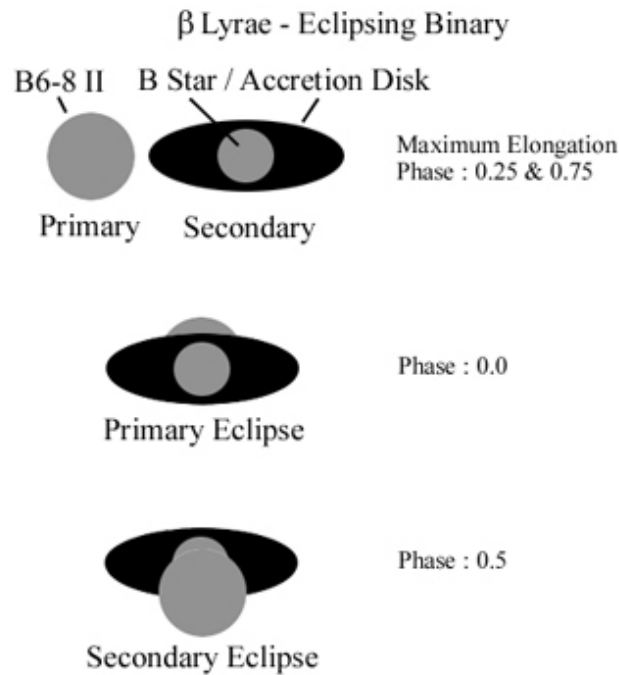 β Lyrae - Eclipsing Binary
B6-8 II B Star / Accretion Disk
Maximum Elongation
Phase : 0.25 & 0.75
Primary Secondary
Phase : 0.0
Primary Eclipse
Phase : 0.5
Secondary Eclipse